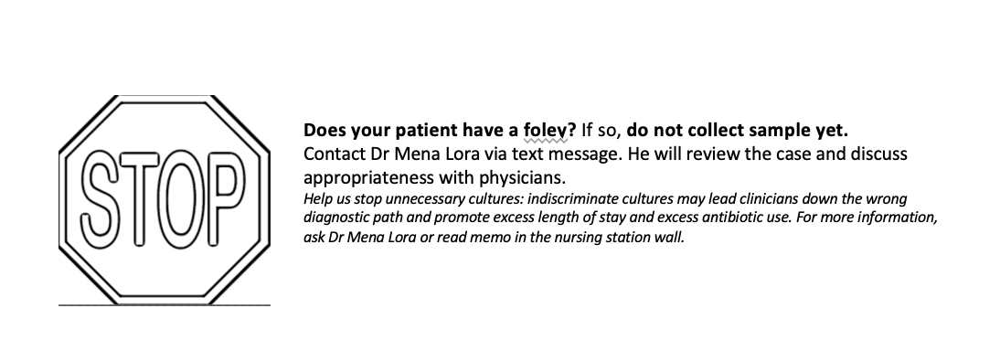 STOP
Does your patient have a foley? If so, do not collect sample yet.
Contact Dr Mena Lora via text message. He will review the case and discuss
appropriateness with physicians.
Help us stop unnecessary cultures: indiscriminate cultures may lead clinicians down the wrong
diagnostic path and promote excess length of stay and excess antibiotic use. For more information,
ask Dr Mena Lora or read memo in the nursing station wall.